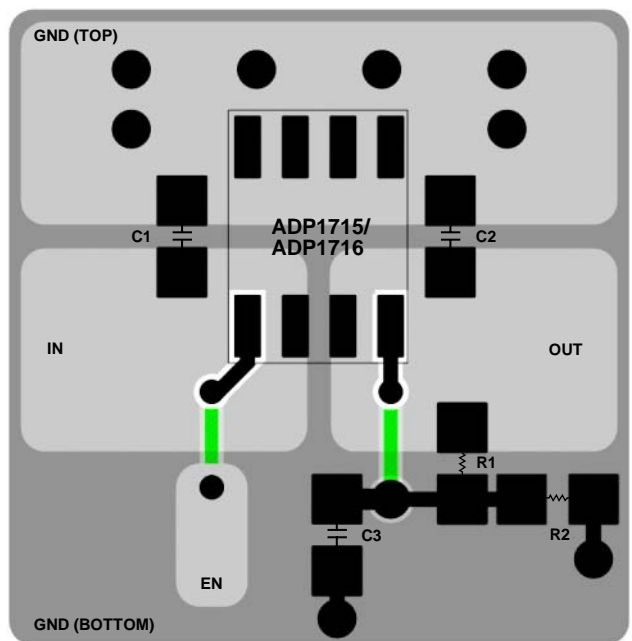 GND (TOP)
ADP1715/
ADP1716
C1
C2
IN
OUT
R1
R2
C3
EN
GND (BOTTOM)